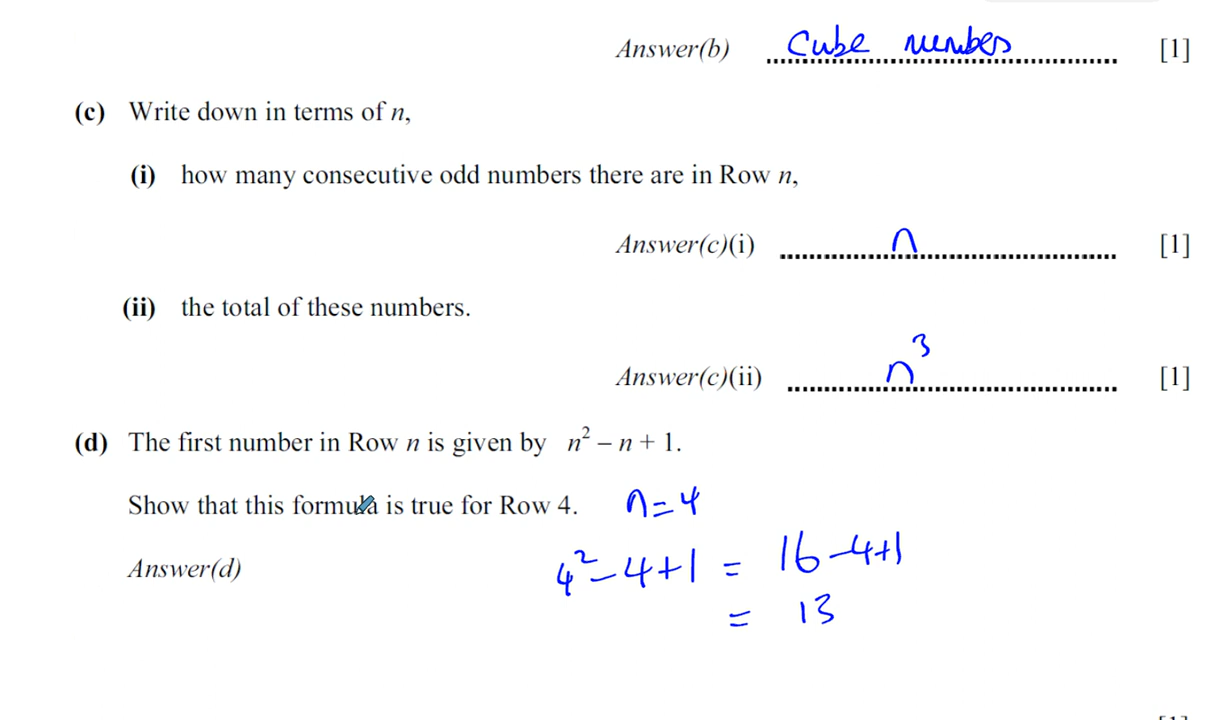 Answer(b) cube number [1]
(c) Write down in terms of n,
(i) how many consecutive odd numbers there are in Row n,
Answer(c)(i) n [1]
(ii) the total of these numbers.
Answer(c)(ii) n³ [1]
(d) The first number in Row n is given by n² – n + 1.
Show that this formula is true for Row 4. n=4
Answer(d) 4²-4+1 = 16-4+1
= 13